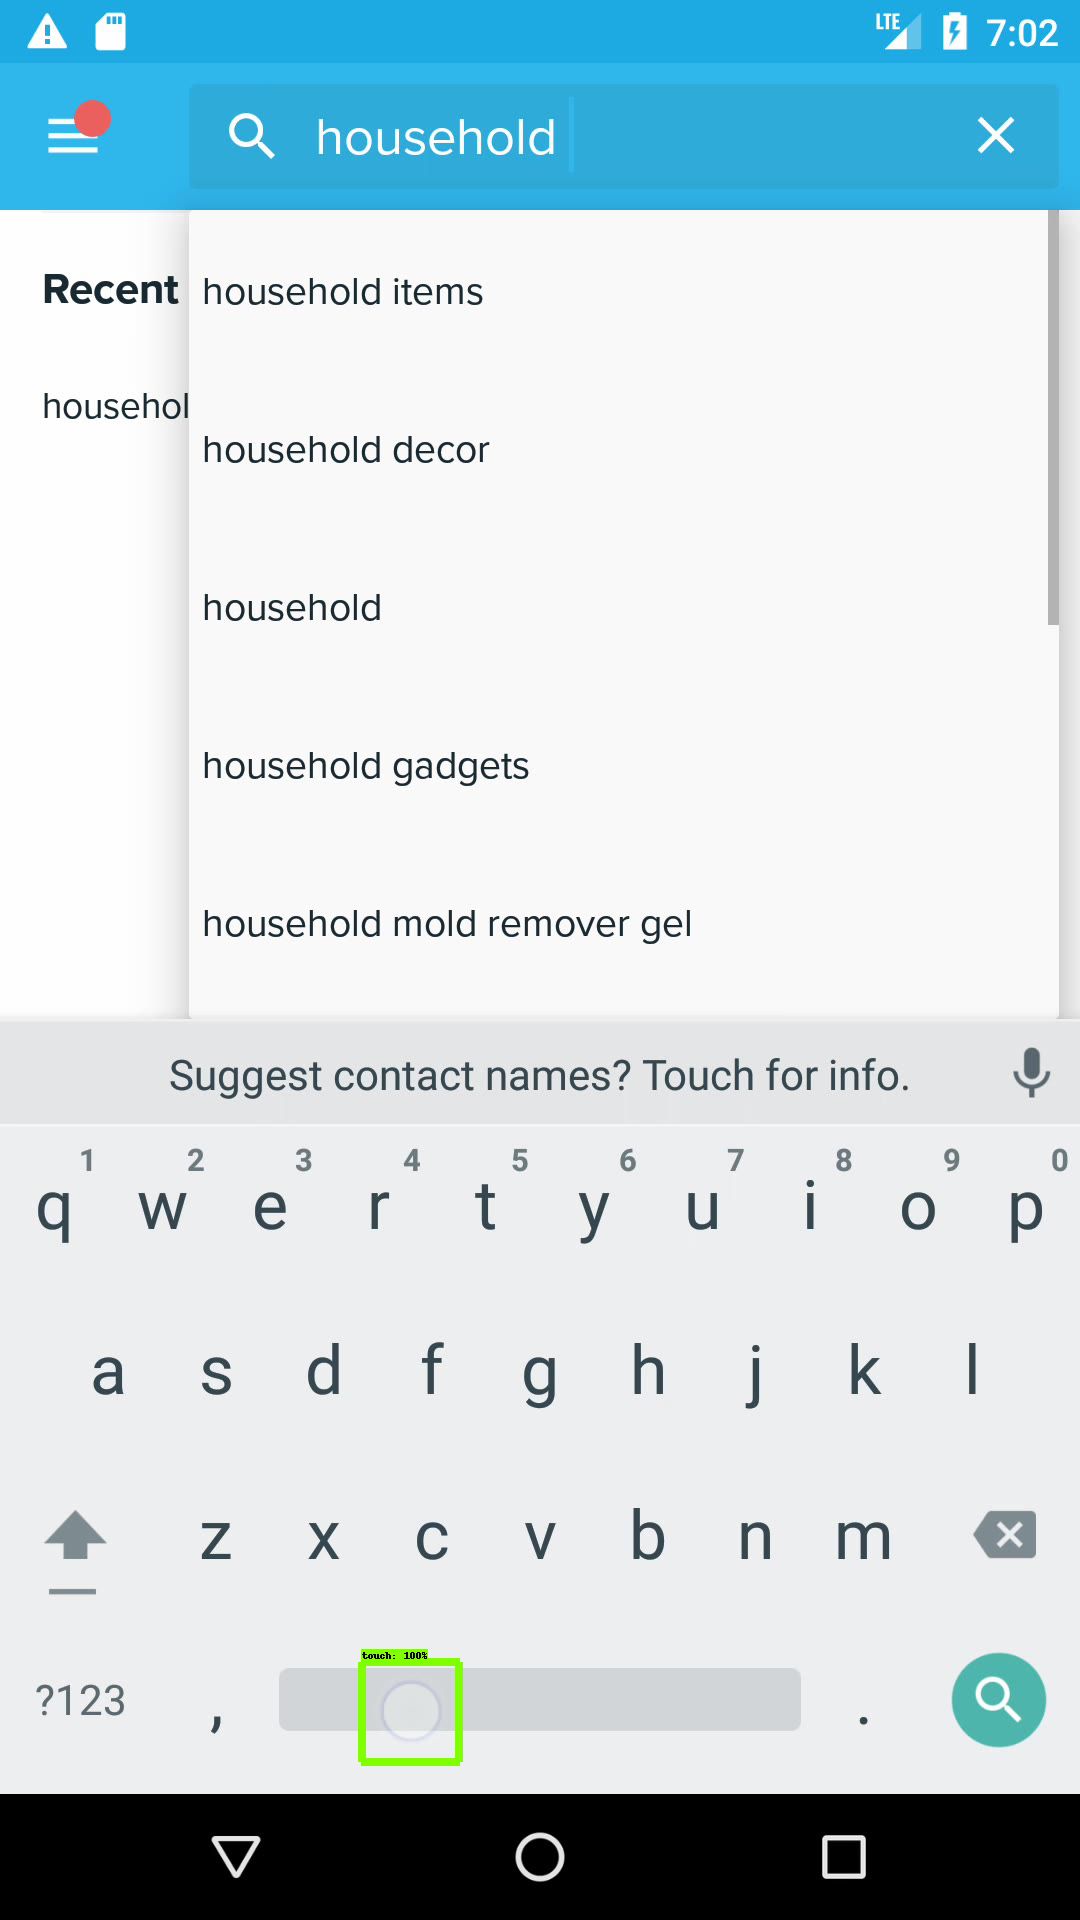 LTE 7:02
household
Recent
househol
household items
household decor
household
household gadgets
household mold remover gel
Suggest contact names? Touch for info.
1 2 3 4 5 6 7 8 9 0
q w e r t y u i o p
a s d f g h j k l
z x c v b n m
touch: 100%
?123 , .